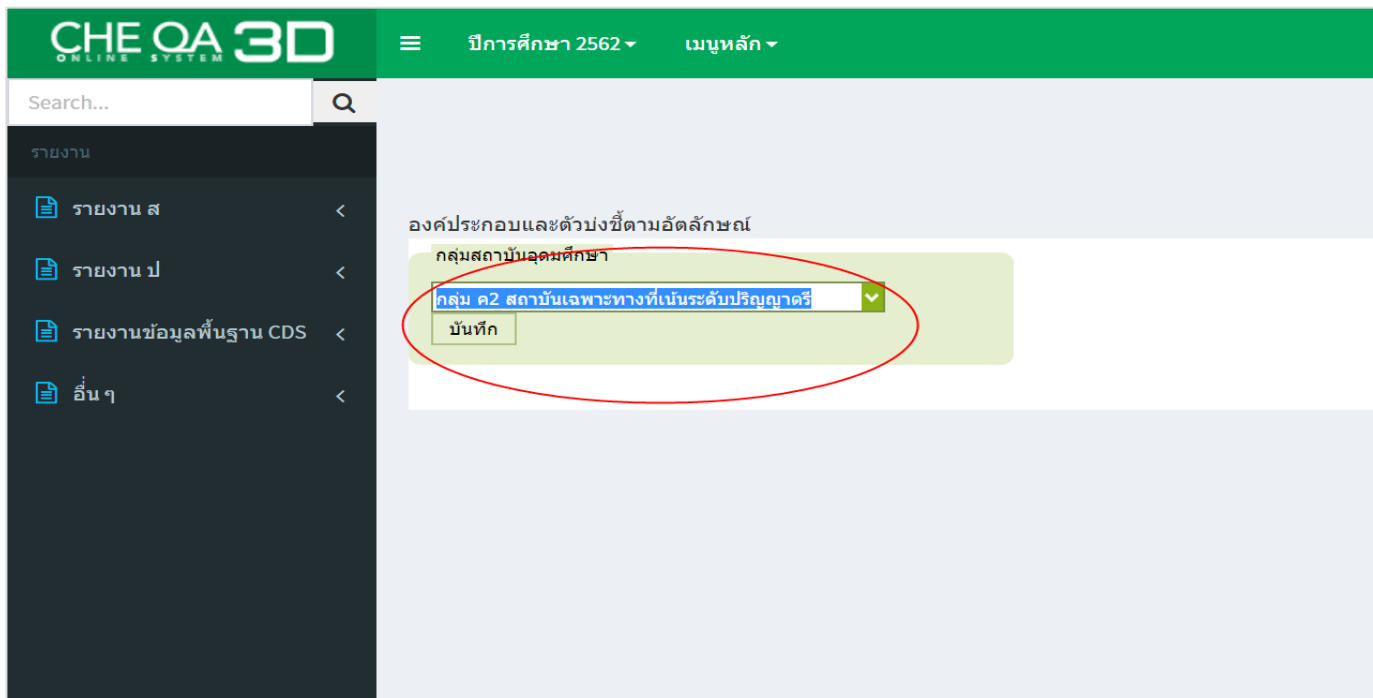 CHE QA 3D
ONLINE SYSTEM
ปีการศึกษา 2562
เมนูหลัก
Search...
รายงาน
รายงาน ส
รายงาน ป
รายงานข้อมูลพื้นฐาน CDS
อื่น ๆ
องค์ประกอบและตัวบ่งชี้ตามอัตลักษณ์
กลุ่มสถาบันอุดมศึกษา
กลุ่ม ค2 สถาบันเฉพาะทางที่เน้นระดับปริญญาตรี
บันทึก